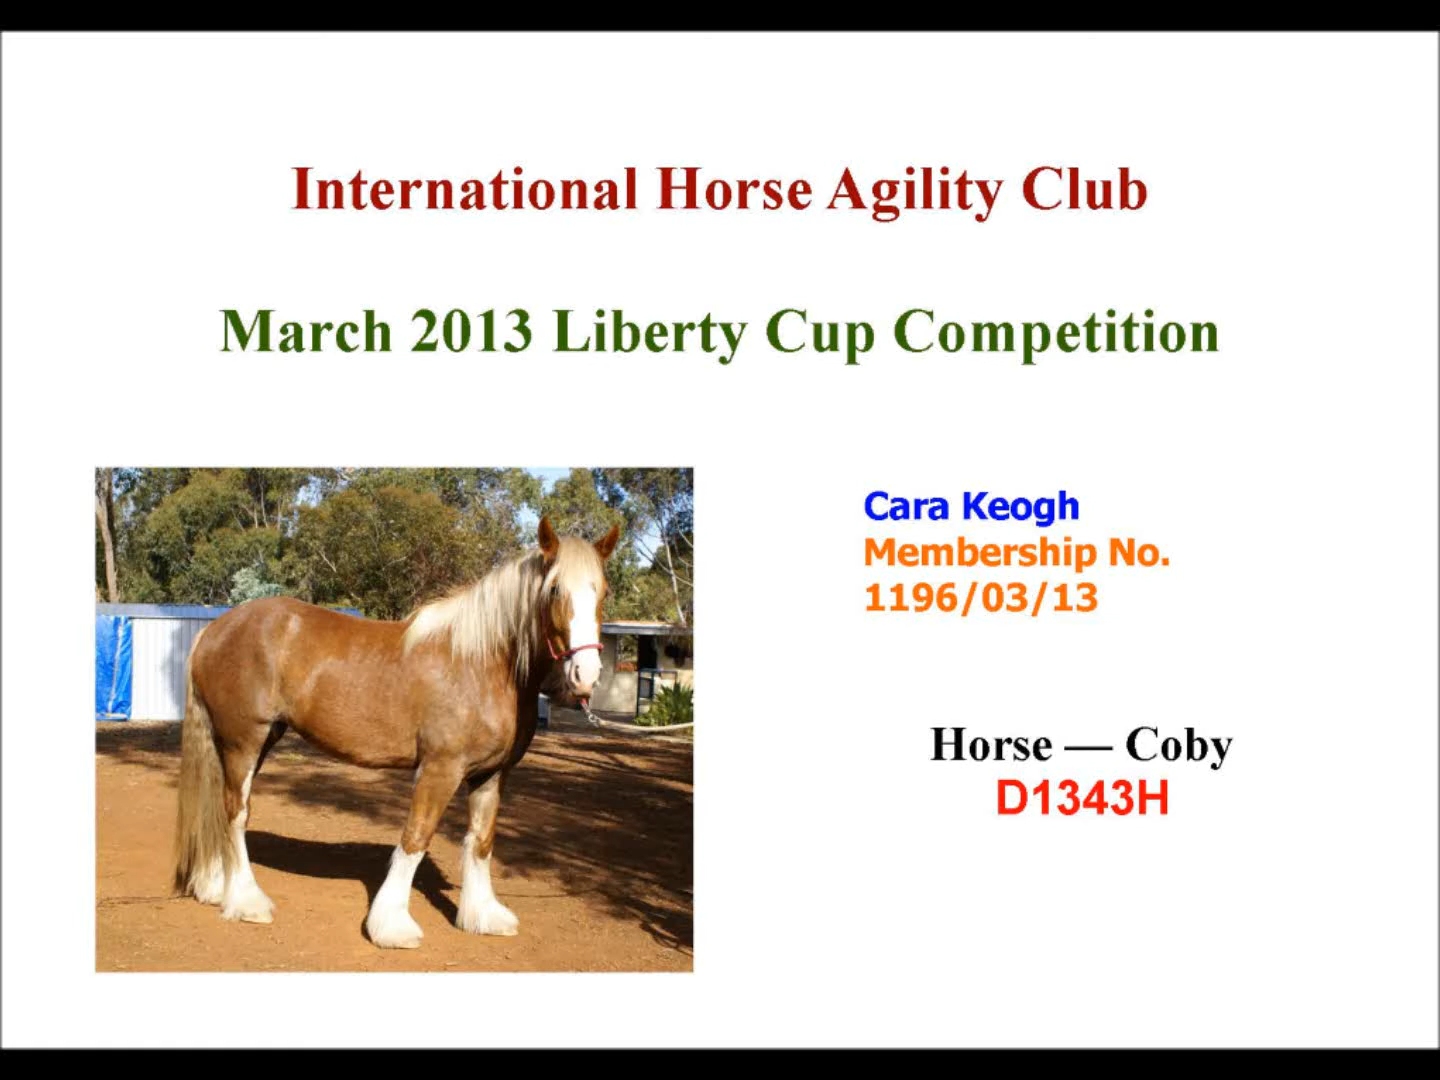 International Horse Agility Club
March 2013 Liberty Cup Competition
Cara Keogh
Membership No.
1196/03/13
Horse — Coby
D1343H